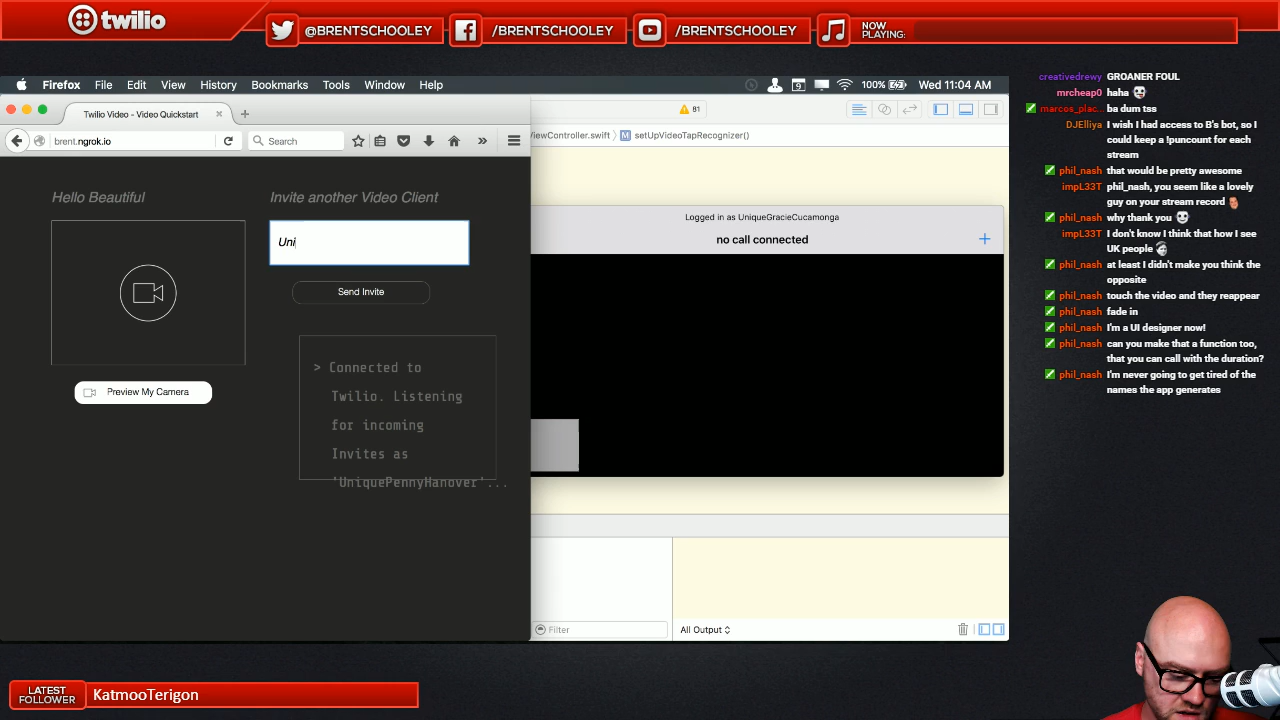 twilio
@BRENTSCHOOLEY
/BRENTSCHOOLEY
/BRENTSCHOOLEY
NOW
PLAYING:
Firefox File Edit View History Bookmarks Tools Window Help
9
100%
Wed 11:04 AM
Twilio Video - Video Quickstart
81
brent.ngrok.io
Search
ViewController.swift
M
setUpVideoTapRecognizer()
Hello Beautiful
Invite another Video Client
Uni
Send Invite
Preview My Camera
> Connected to
Twilio. Listening
for incoming
Invites as
'UniquePennyHanover'...
Logged in as UniqueGracieCucamonga
no call connected
+
Filter
All Output
creativedrewy GROANER FOUL
mrcheap0 haha
marcos_plac... ba dum tss
DJElliya I wish I had access to B's bot, so I
could keep a !puncount for each
stream
phil_nash that would be pretty awesome
impL33T phil_nash, you seem like a lovely
guy on your stream record
phil_nash why thank you
impL33T I don't know I think that how I see
UK people
phil_nash at least I didn't make you think the
opposite
phil_nash touch the video and they reappear
phil_nash fade in
phil_nash I'm a UI designer now!
phil_nash can you make that a function too,
that you can call with the duration?
phil_nash I'm never going to get tired of the
names the app generates
LATEST
FOLLOWER
KatmooTerigon